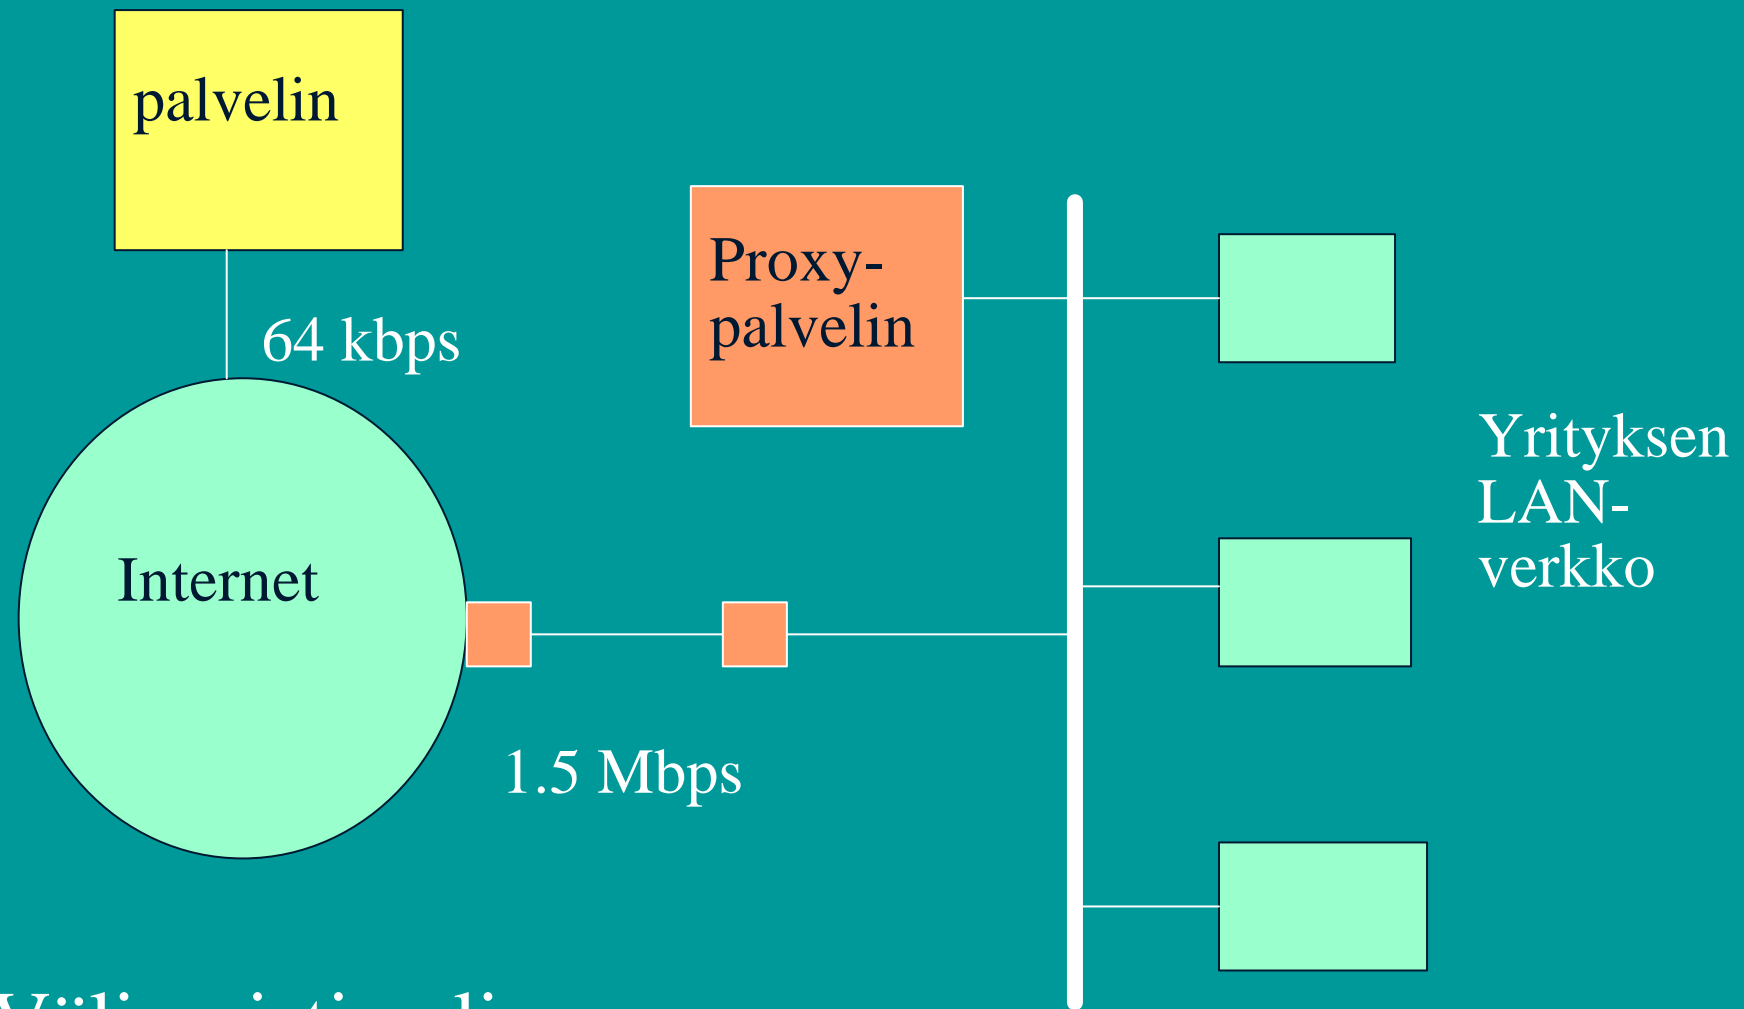 palvelin
64 kbps
Proxy-
palvelin
Yrityksen
LAN-
verkko
Internet
1.5 Mbps